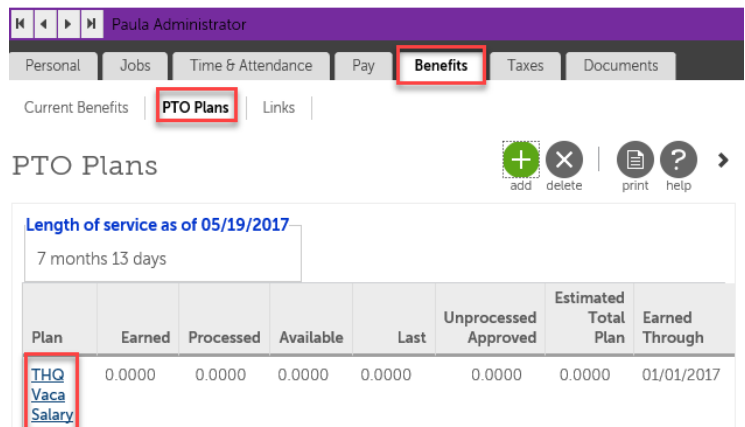 Paula Administrator
Personal Jobs Time & Attendance Pay Benefits Taxes Documents
Current Benefits PTO Plans Links
PTO Plans
add delete print help
Length of service as of 05/19/2017
7 months 13 days
Plan Earned Processed Available Last Unprocessed Approved Estimated Total Plan Earned Through
THQ Vaca Salary 0.0000 0.0000 0.0000 0.0000 0.0000 0.0000 01/01/2017